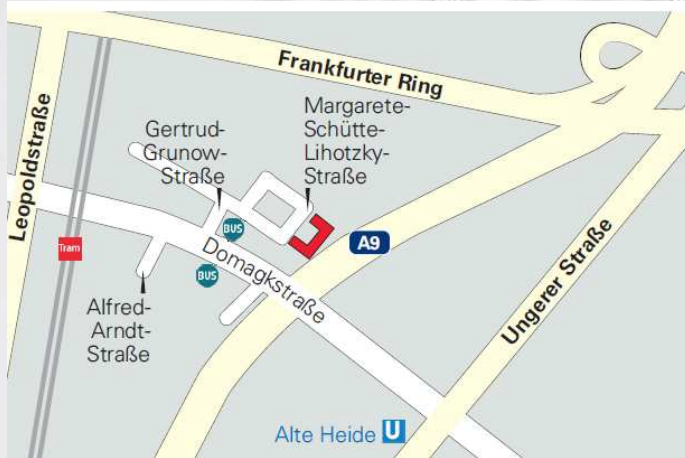 Frankfurter Ring
Leopoldstraße
Gertrud-
Grunow-
Straße
Margarete-
Schütte-
Lihotzky-
Straße
BUS
A9
Tram
Domagkstraße
BUS
Ungerer Straße
Alfred-
Arndt-
Straße
Alte Heide U